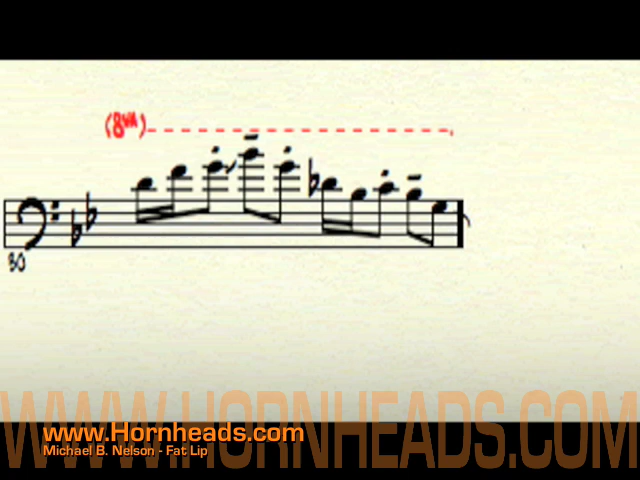 (8va)
30
WWW.HORNHEADS.COM
www.Hornheads.com
Michael B. Nelson - Fat Lip